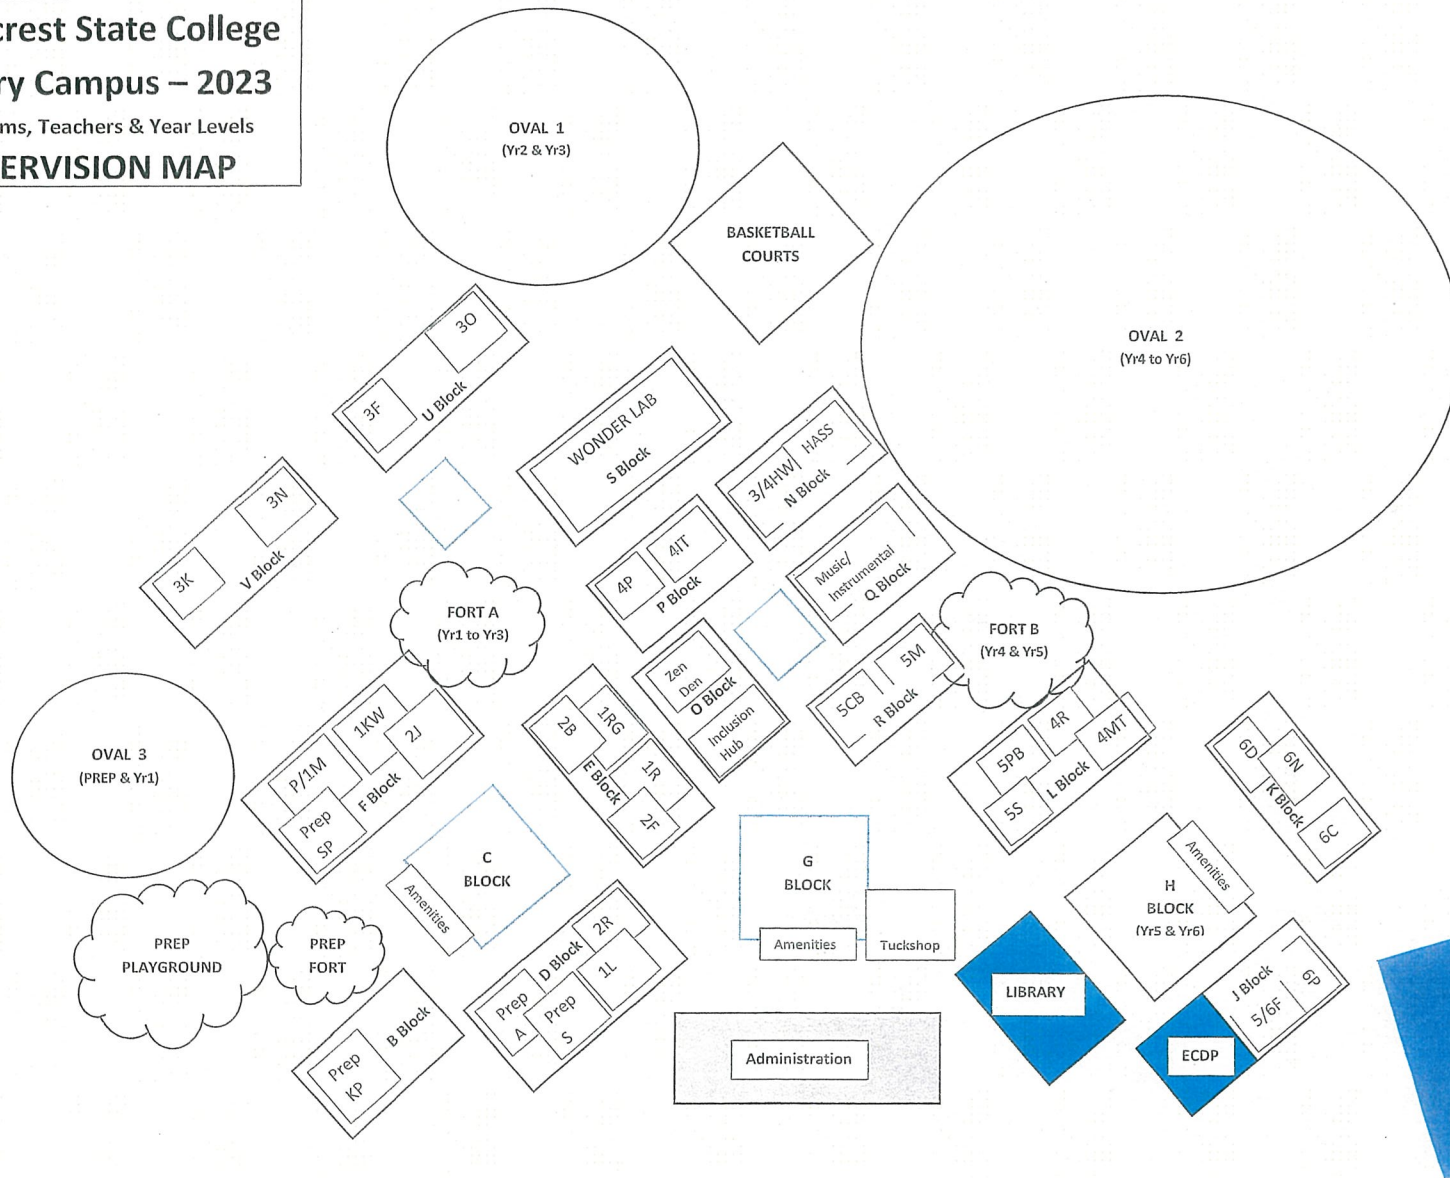 crest State College
ry Campus – 2023
ms, Teachers & Year Levels
ERVISION MAP
OVAL 1
(Yr2 & Yr3)
BASKETBALL
COURTS
OVAL 2
(Yr4 to Yr6)
3O
3F
U Block
WONDER LAB
S Block
HASS
3/4HW
N Block
3N
3K
V Block
4IT
4P
P Block
Music/
Instrumental
Q Block
FORT A
(Yr1 to Yr3)
FORT B
(Yr4 & Yr5)
Zen
Den
O Block
Inclusion
Hub
5M
5CB
R Block
OVAL 3
(PREP & Yr1)
1KW
2J
P/1M
F Block
Prep
SP
2B
1RG
E Block
1R
2F
4R
4MT
5PB
L Block
5S
6D
6N
K Block
6C
C
BLOCK
Amenities
G
BLOCK
Amenities
Tuckshop
H
BLOCK
(Yr5 & Yr6)
Amenities
PREP
PLAYGROUND
PREP
FORT
2R
D Block
1L
Prep
A
Prep
S
B Block
Prep
KP
Administration
LIBRARY
J Block
6P
5/6F
ECDP